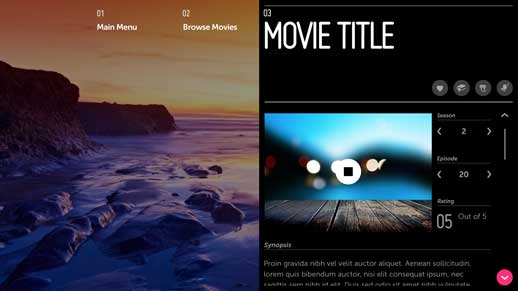 01
02
Main Menu
Browse Movies
03
MOVIE TITLE
Season
2
Episode
20
Rating
05
Out of 5
Synopsis
Proin gravida nibh vel velit auctor aliquet. Aenean sollicitudin,
lorem quis bibendum auctor, nisi elit consequat ipsum, nec
sagittis sem nibh id elit. Duis sed odio sit amet nibh vulputate